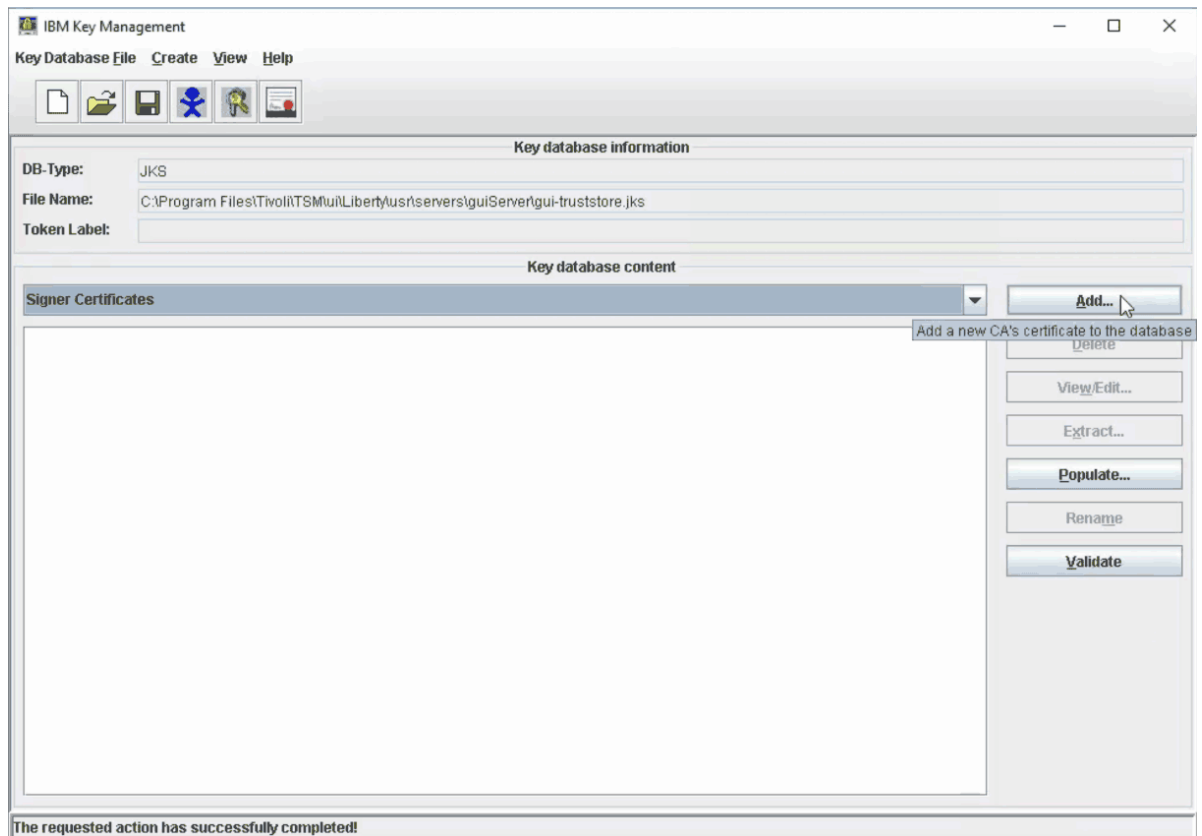 IBM Key Management
Key Database File Create View Help
Key database information
DB-Type: JKS
File Name: C:\Program Files\Tivoli\TSM\ui\Liberty\usr\servers\guiServer\gui-truststore.jks
Token Label:
Key database content
Signer Certificates
Add...
Add a new CA's certificate to the database
Delete
View/Edit...
Extract...
Populate...
Rename
Validate
The requested action has successfully completed!